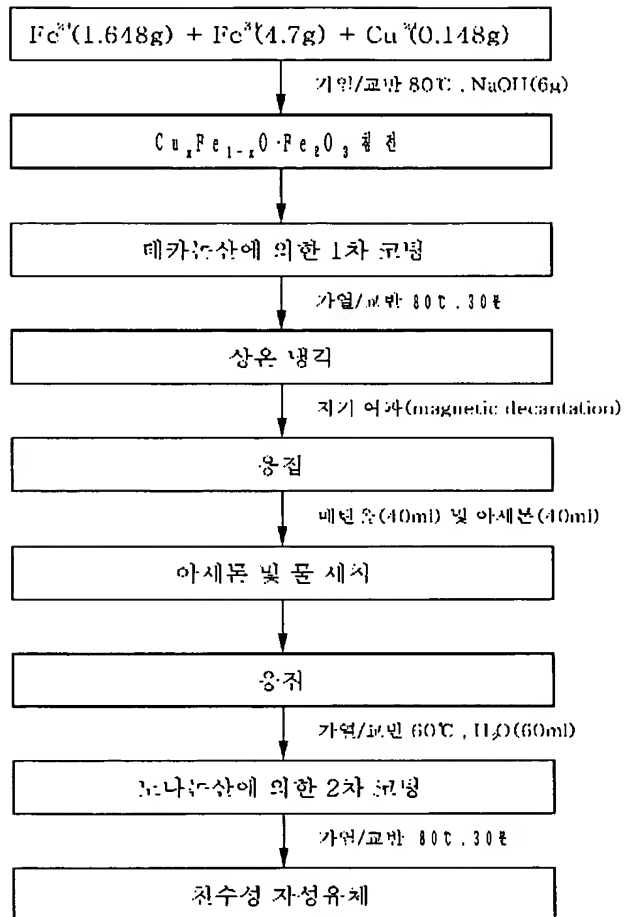 Fe²⁺(1.648g) + Fe³⁺(4.7g) + Cu²⁺(0.148g)
가열/교반 80℃, NaOH(6g)
CuₓFe₁₋ₓO·Fe₂O₃ 침전
데카논산에 의한 1차 코팅
가열/교반 80℃, 30분
상온 냉각
자기 여과(magnetic decantation)
응집
메탄올(40ml) 및 아세톤(40ml)
아세톤 및 물 세척
응집
가열/교반 60℃, H₂O(60ml)
노나논산에 의한 2차 코팅
가열/교반 80℃, 30분
친수성 자성유체